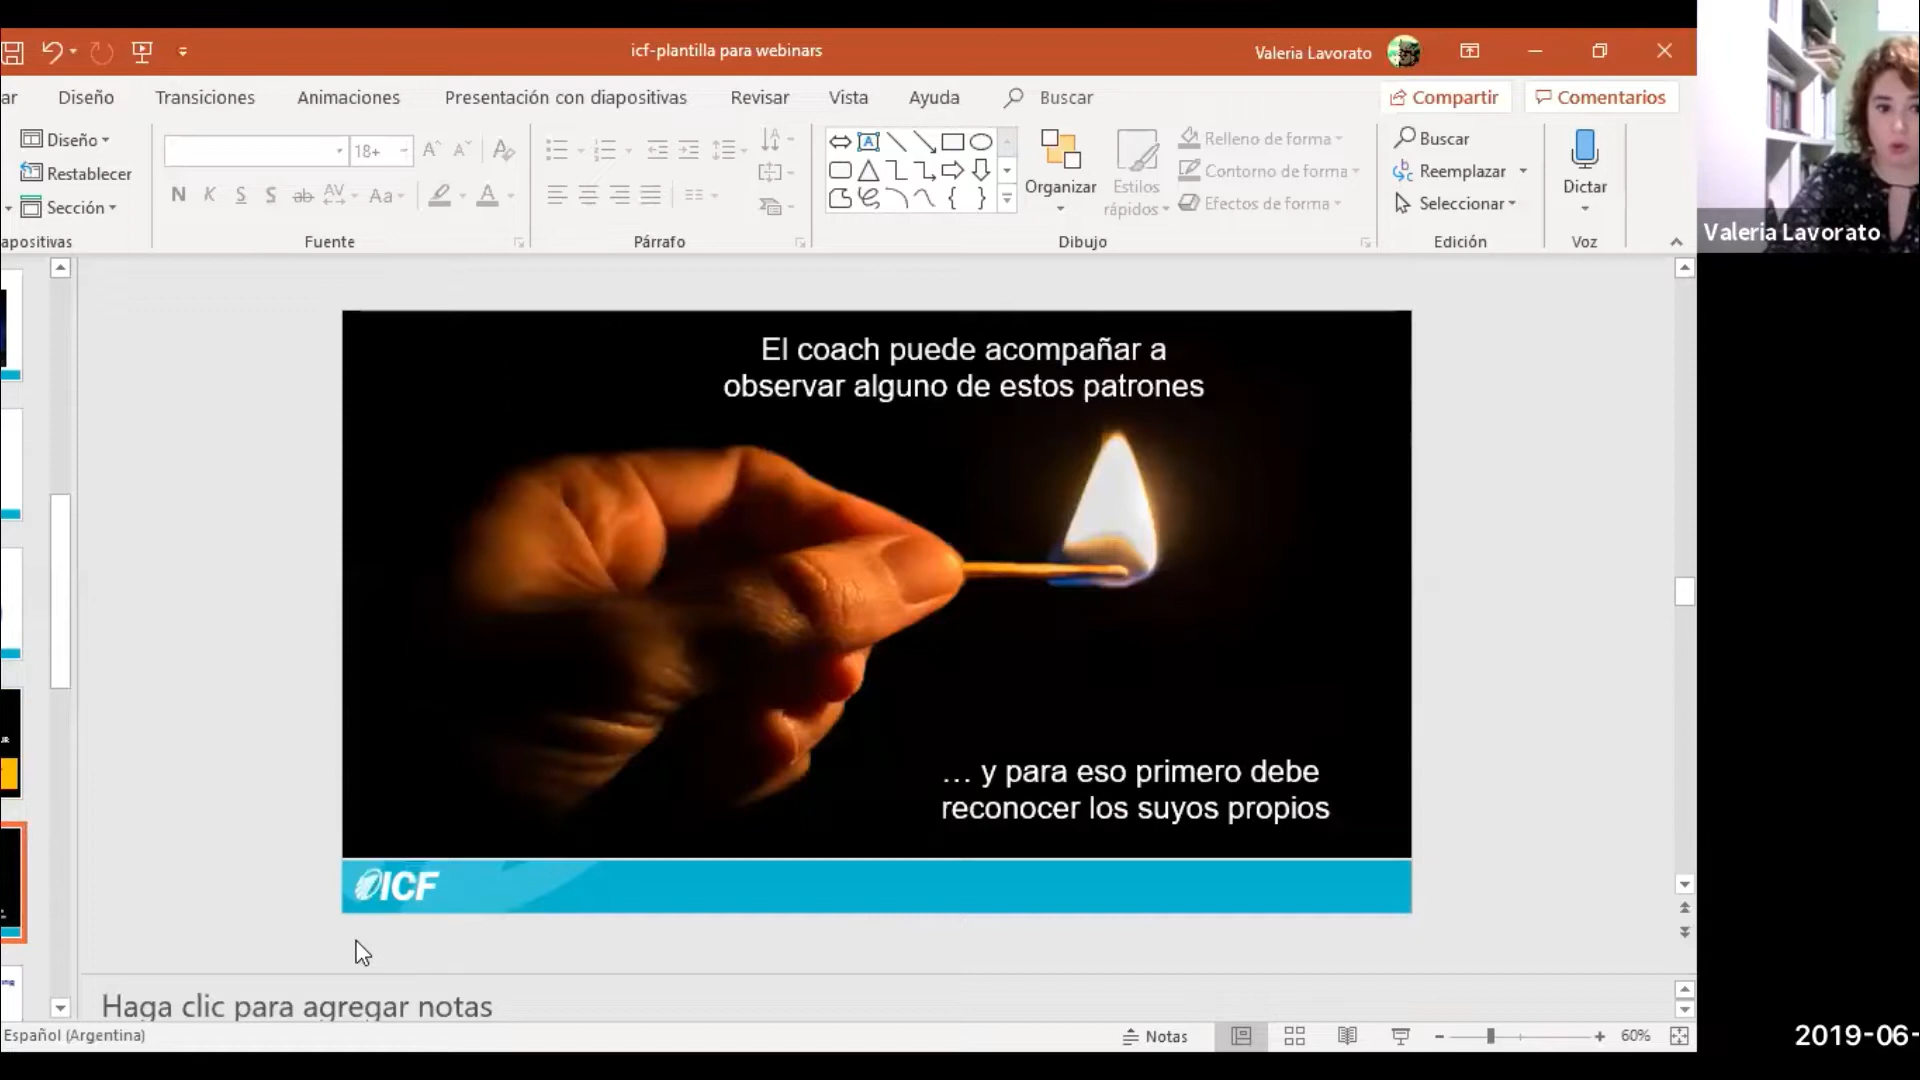 icf-plantilla para webinars
Valeria Lavorato
ar
Diseño
Transiciones
Animaciones
Presentación con diapositivas
Revisar
Vista
Ayuda
Buscar
Compartir
Comentarios
Diseño
Restablecer
Sección
apositivas
18+
N K S S ab AV Aa A
Fuente
Párrafo
Organizar
Estilos
rápidos
Relleno de forma
Contorno de forma
Efectos de forma
Dibujo
Buscar
Reemplazar
Seleccionar
Edición
Dictar
Voz
Valeria Lavorato
El coach puede acompañar a
observar alguno de estos patrones
… y para eso primero debe
reconocer los suyos propios
ICF
Haga clic para agregar notas
Español (Argentina)
Notas
60%
2019-06-